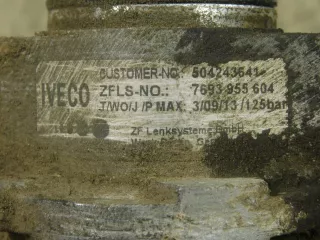 IVECO
CUSTOMER-NO.: 504243641
ZFLS-NO.: 7693 955 604
T/WO/J /P MAX.: 3/09/13 /125bar
ZF Lenksysteme GmbH